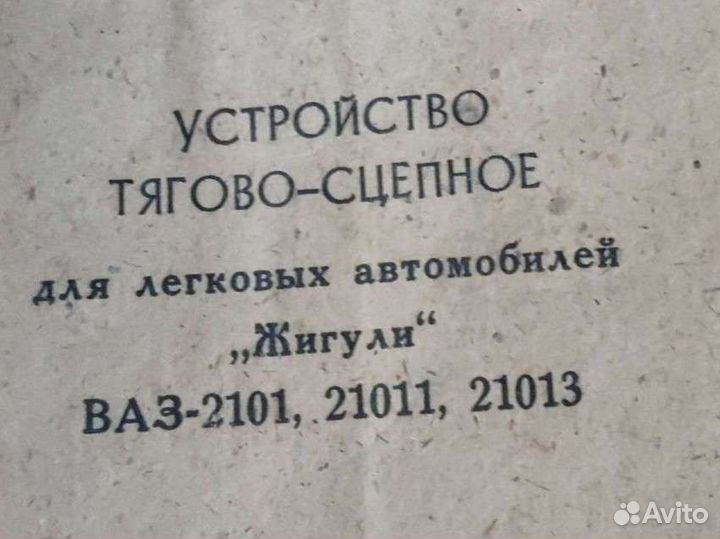 УСТРОЙСТВО
ТЯГОВО-СЦЕПНОЕ
для легковых автомобилей
„Жигули“
ВАЗ-2101, 21011, 21013
Avito